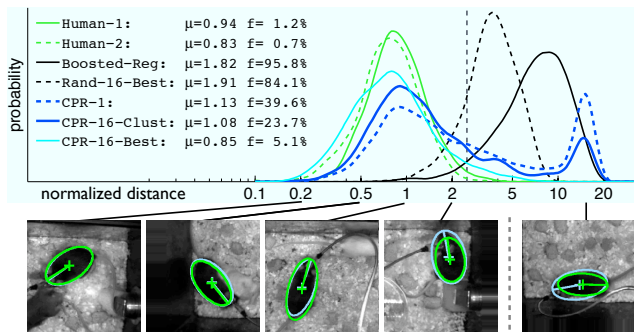 Human-1: μ=0.94 f= 1.2%
Human-2: μ=0.83 f= 0.7%
Boosted-Reg: μ=1.82 f=95.8%
Rand-16-Best: μ=1.91 f=84.1%
CPR-1: μ=1.13 f=39.6%
CPR-16-Clust: μ=1.08 f=23.7%
CPR-16-Best: μ=0.85 f= 5.1%
probability
normalized distance 0.1 0.2 0.5 1 2 5 10 20